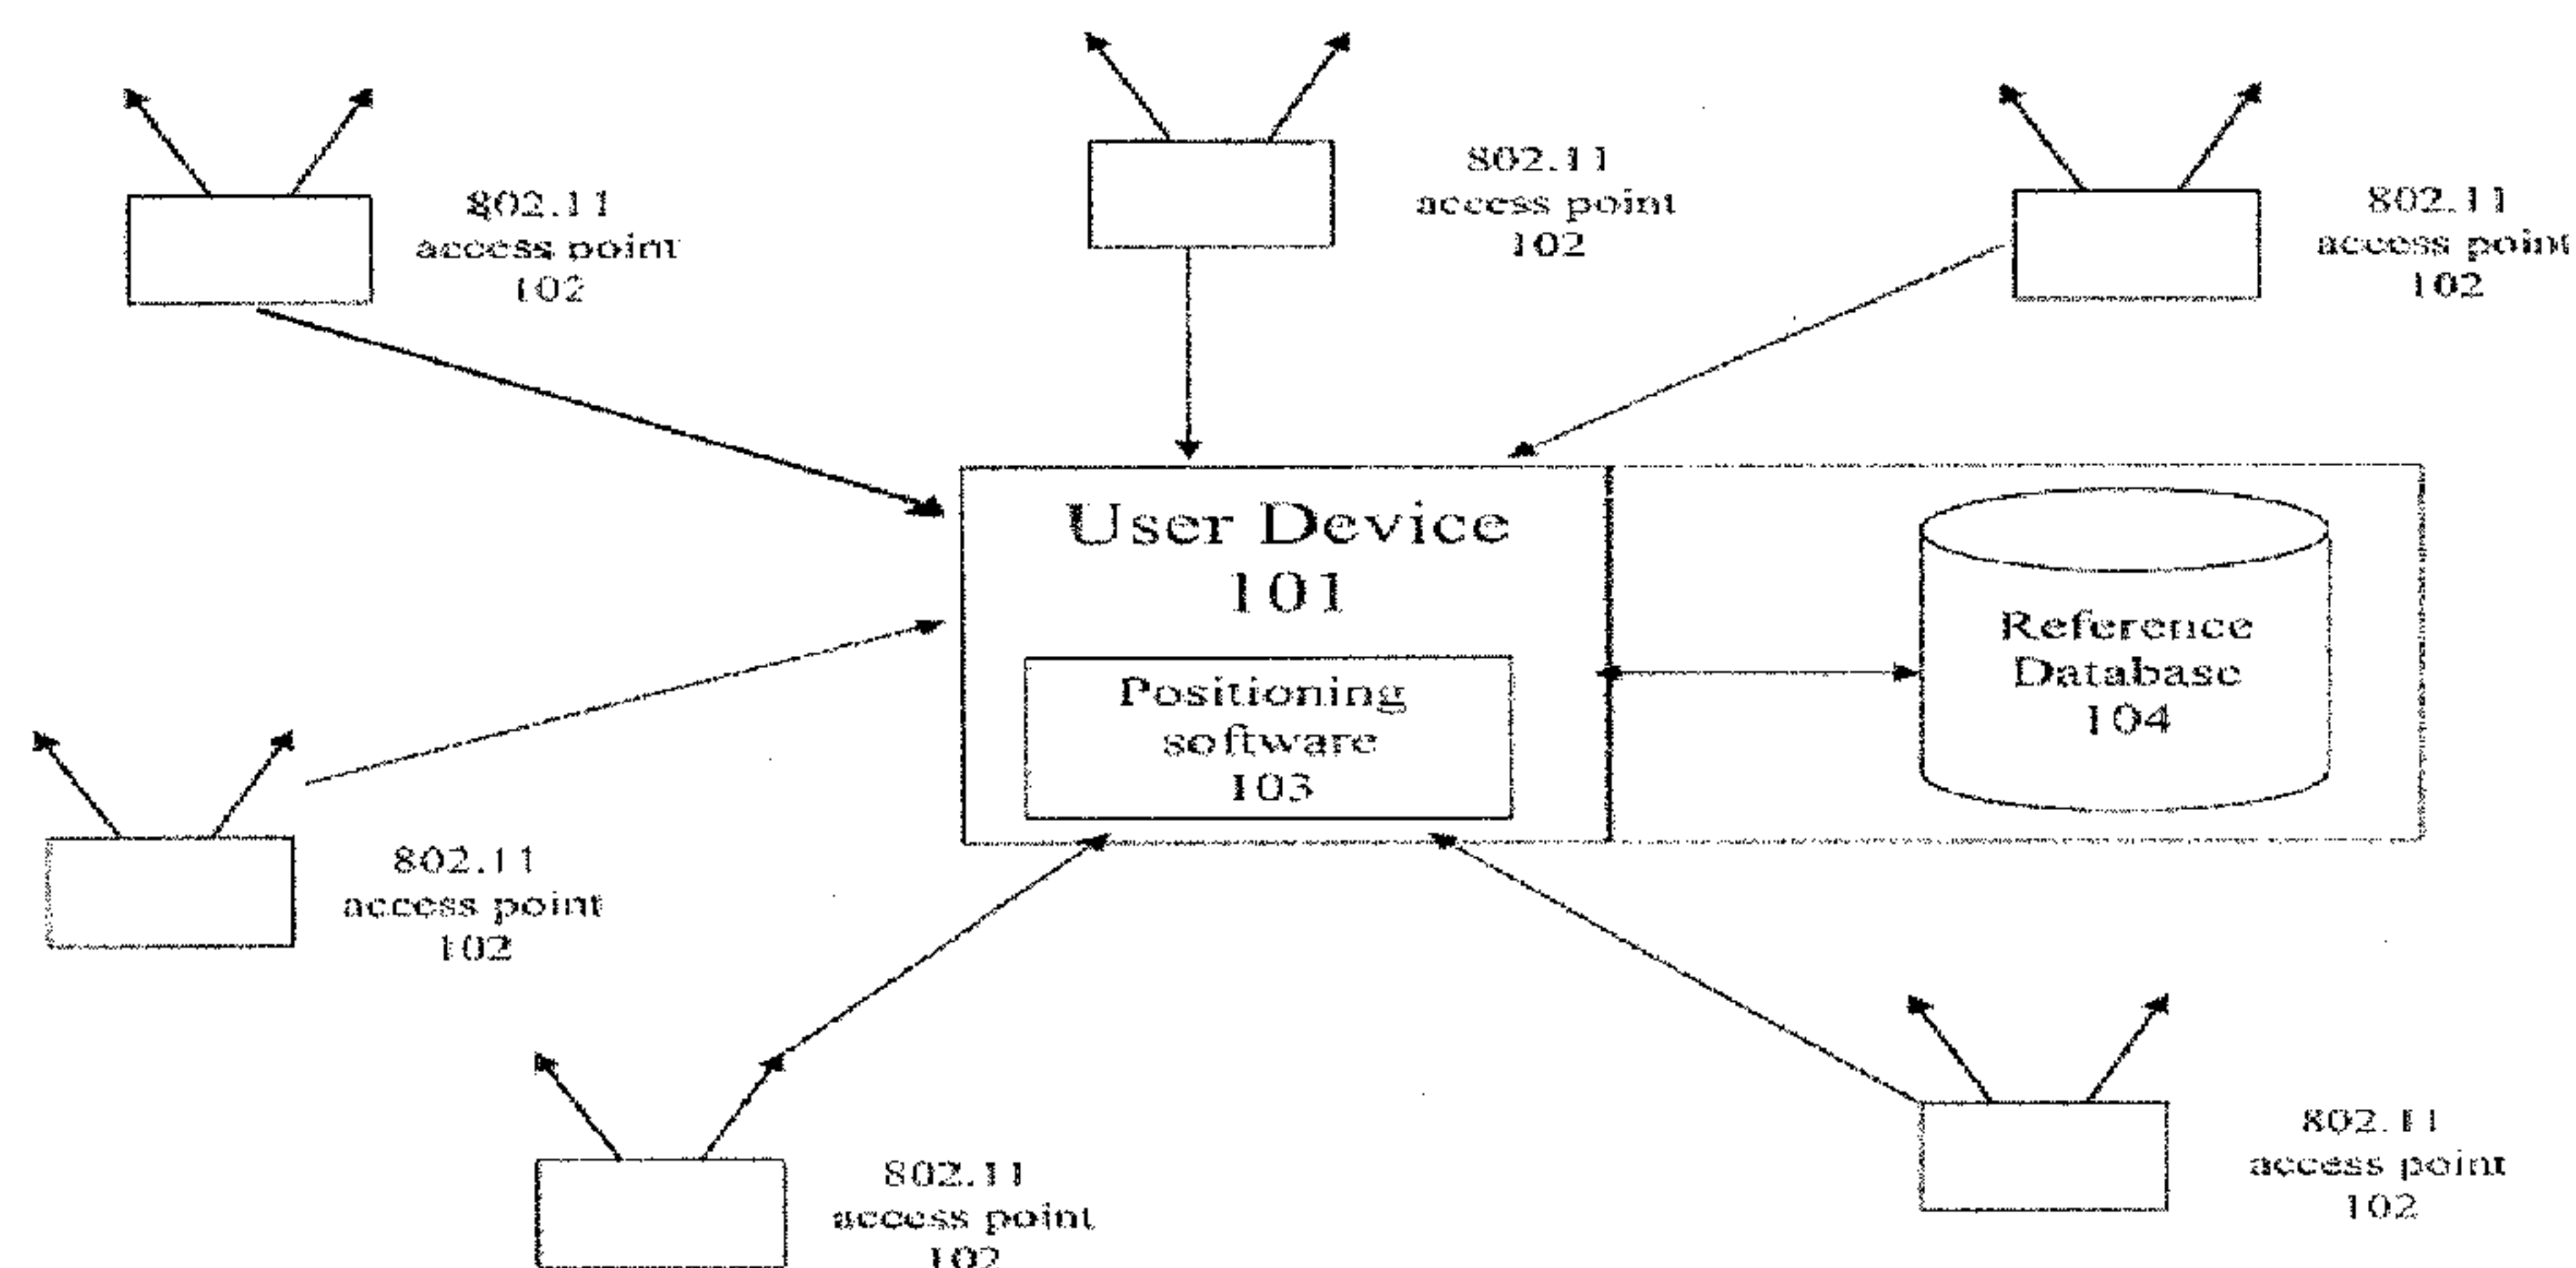 802.11
access point
102
802.11
access point
102
802.11
access point
102
User Device
101
Positioning
software
103
Reference
Database
104
802.11
access point
102
802.11
access point
102
802.11
access point
102